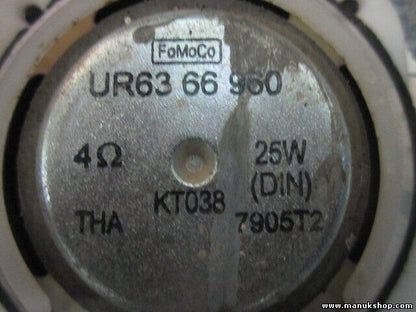 FoMoCo
UR63 66 960
4Ω 25W
KT038 (DIN)
THA 7905T2
www.manukshop.com